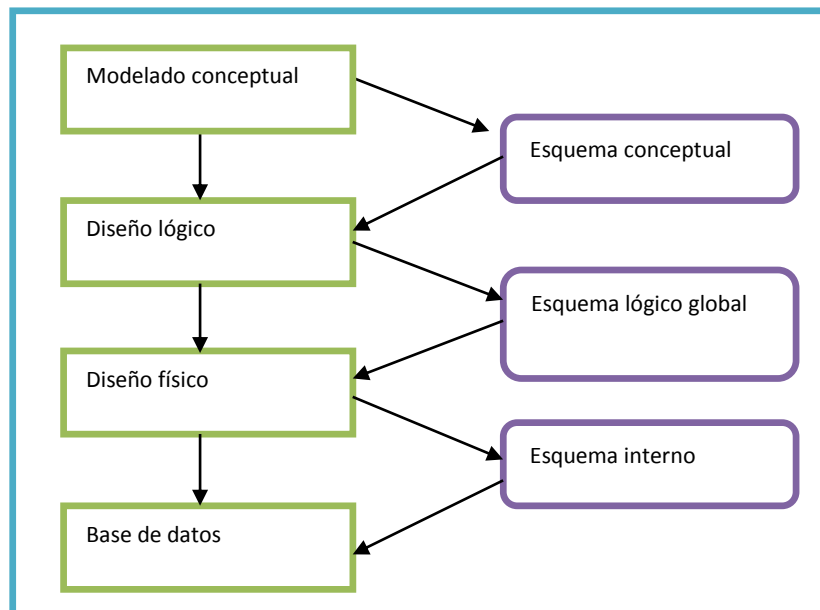 Modelado conceptual
Esquema conceptual
Diseño lógico
Esquema lógico global
Diseño físico
Esquema interno
Base de datos